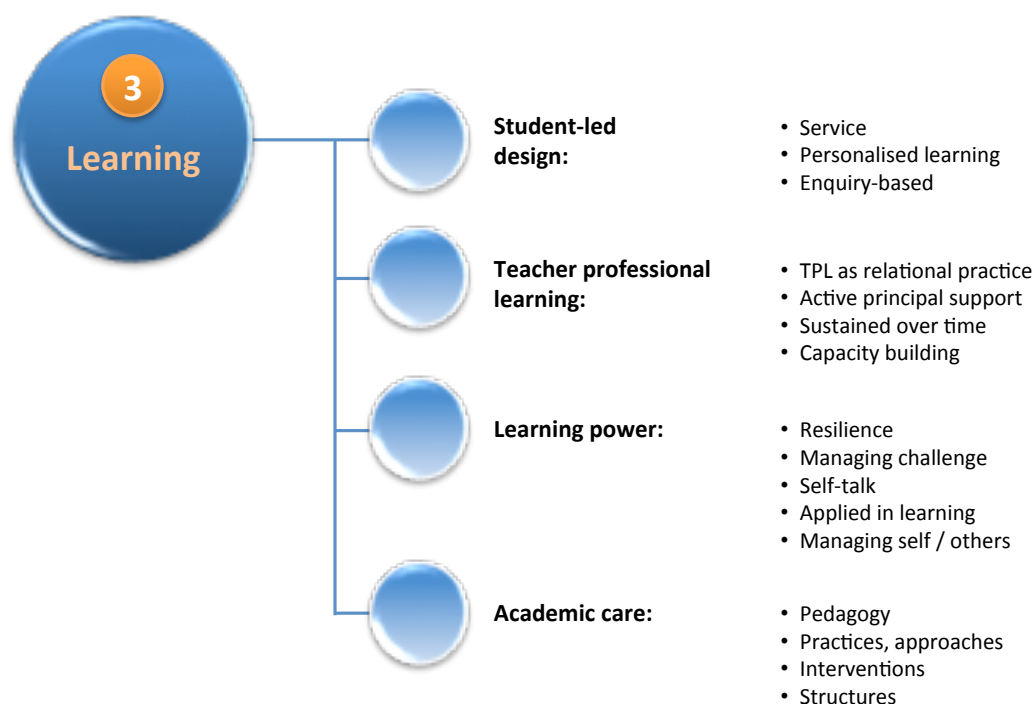 3
Learning
Student-led
design:
• Service
• Personalised learning
• Enquiry-based
Teacher professional
learning:
• TPL as relational practice
• Active principal support
• Sustained over time
• Capacity building
Learning power:
• Resilience
• Managing challenge
• Self-talk
• Applied in learning
• Managing self / others
Academic care:
• Pedagogy
• Practices, approaches
• Interventions
• Structures